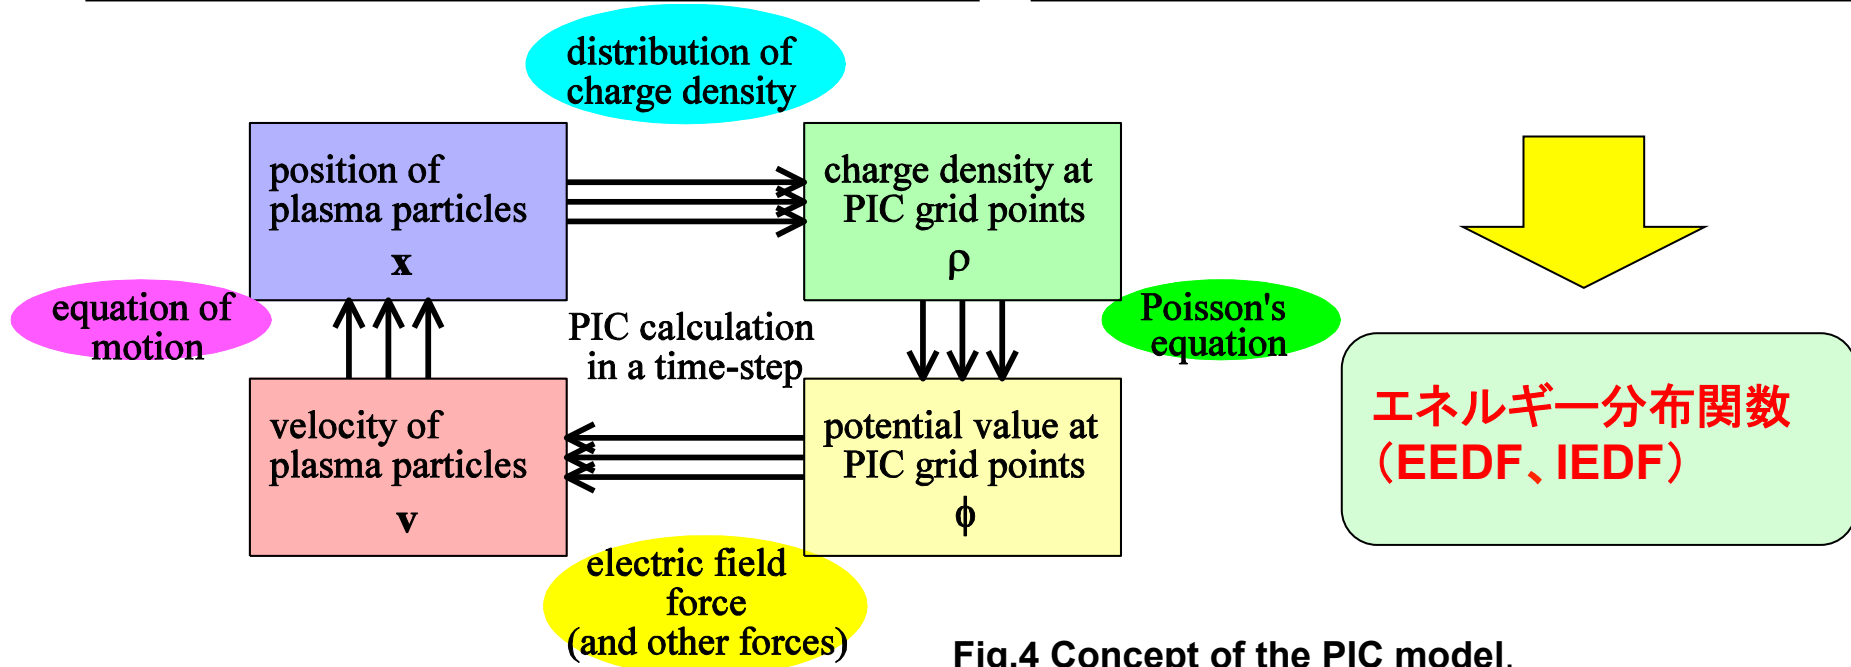 distribution of
charge density
position of
plasma particles
x
charge density at
PIC grid points
ρ
equation of
motion
PIC calculation
in a time-step
Poisson's
equation
velocity of
plasma particles
v
potential value at
PIC grid points
ϕ
electric field
force
(and other forces)
エネルギー分布関数
（EEDF、IEDF）
Fig.4 Concept of the PIC model.